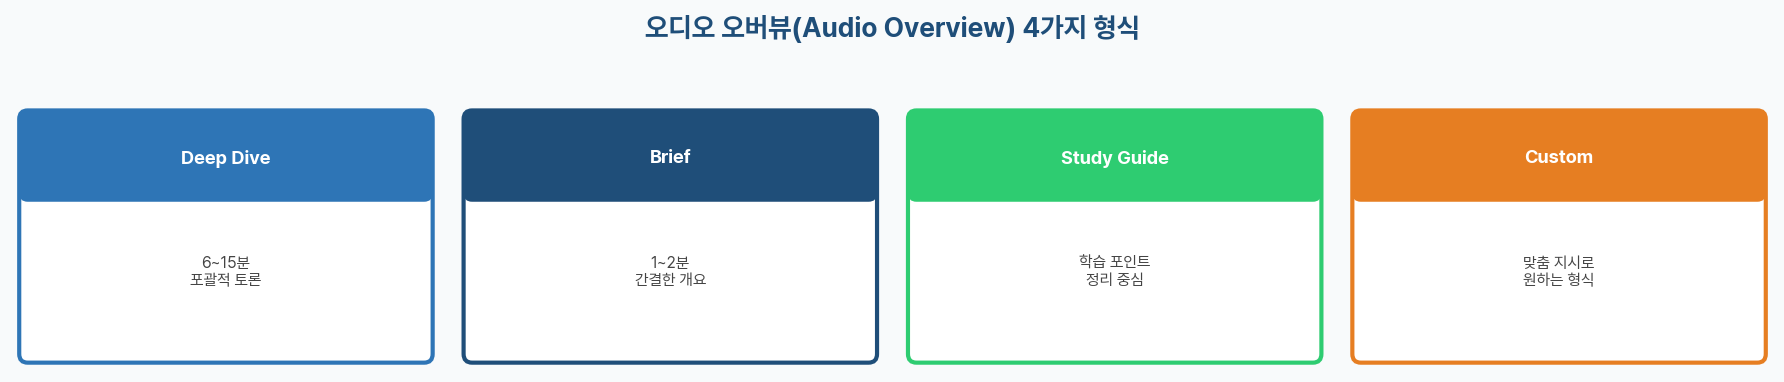 오디오 오버뷰(Audio Overview) 4가지 형식
Deep Dive
6~15분
포괄적 토론
Brief
1~2분
간결한 개요
Study Guide
학습 포인트
정리 중심
Custom
맞춤 지시로
원하는 형식